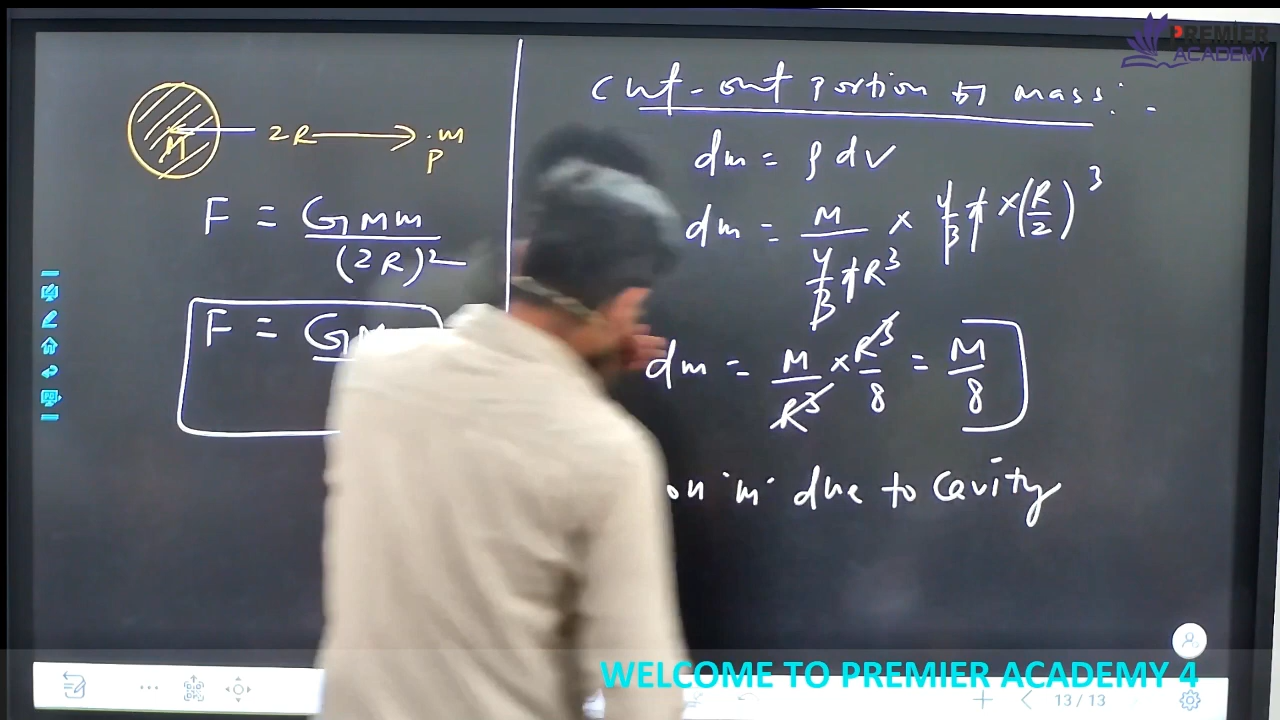 PREMIER
ACADEMY
M 2R .m
P
F = GMm
(2R)²
F = G
cut-out portion of mass:-
dm = ρ dv
dm = M / (4/3 π R³) × 4/3 π × (R/2)³
dm = M/R³ × R³/8 = M/8
on 'm' due to cavity
WELCOME TO PREMIER ACADEMY 4
13/13